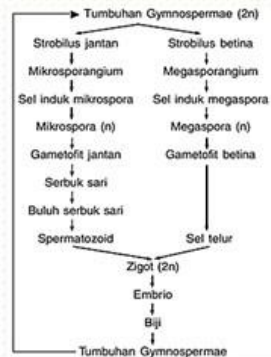 Tumbuhan Gymnospermae (2n)
Strobilus jantan
Strobilus betina
Mikrosporangium
Megasporangium
Sel induk mikrospora
Sel induk megaspora
Mikrospora (n)
Megaspora (n)
Gametofit jantan
Gametofit betina
Serbuk sari
Buluh serbuk sari
Spermatozoid
Sel telur
Zigot (2n)
Embrio
Biji
Tumbuhan Gymnospermae